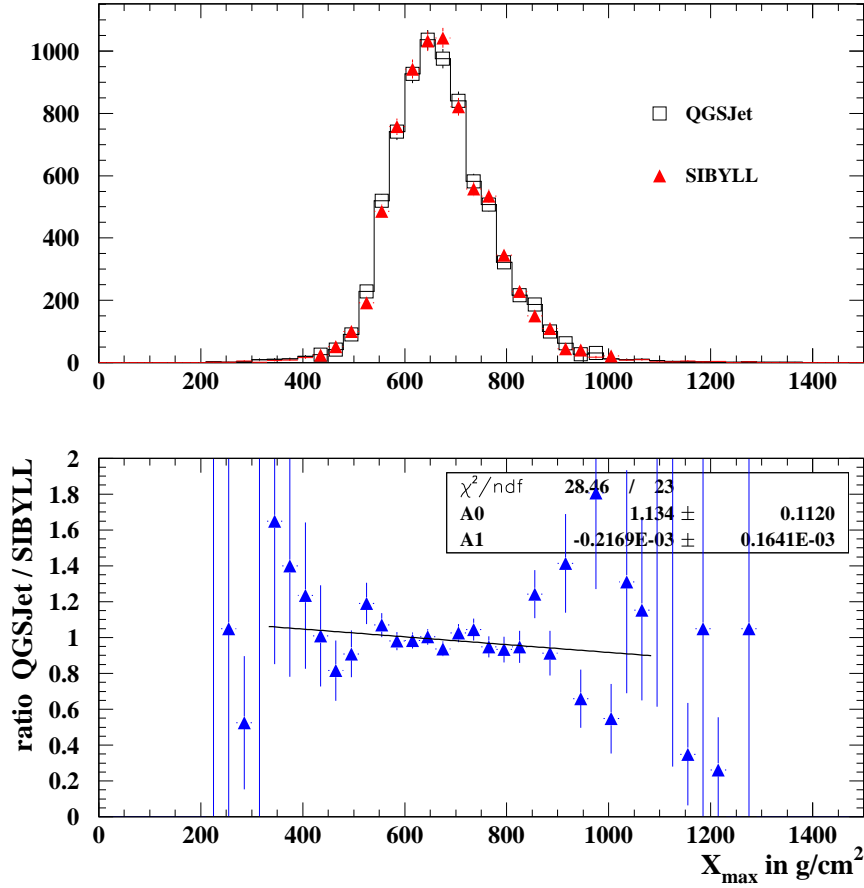 1000
800
600
400
200
0
QGSJet
SIBYLL
0 200 400 600 800 1000 1200 1400
ratio QGSJet / SIBYLL
2
1.8
1.6
1.4
1.2
1
0.8
0.6
0.4
0.2
0
χ²/ndf 28.46 / 23
A0 1.134 ± 0.1120
A1 -0.2169E-03 ± 0.1641E-03
0 200 400 600 800 1000 1200 1400
Xmax in g/cm²